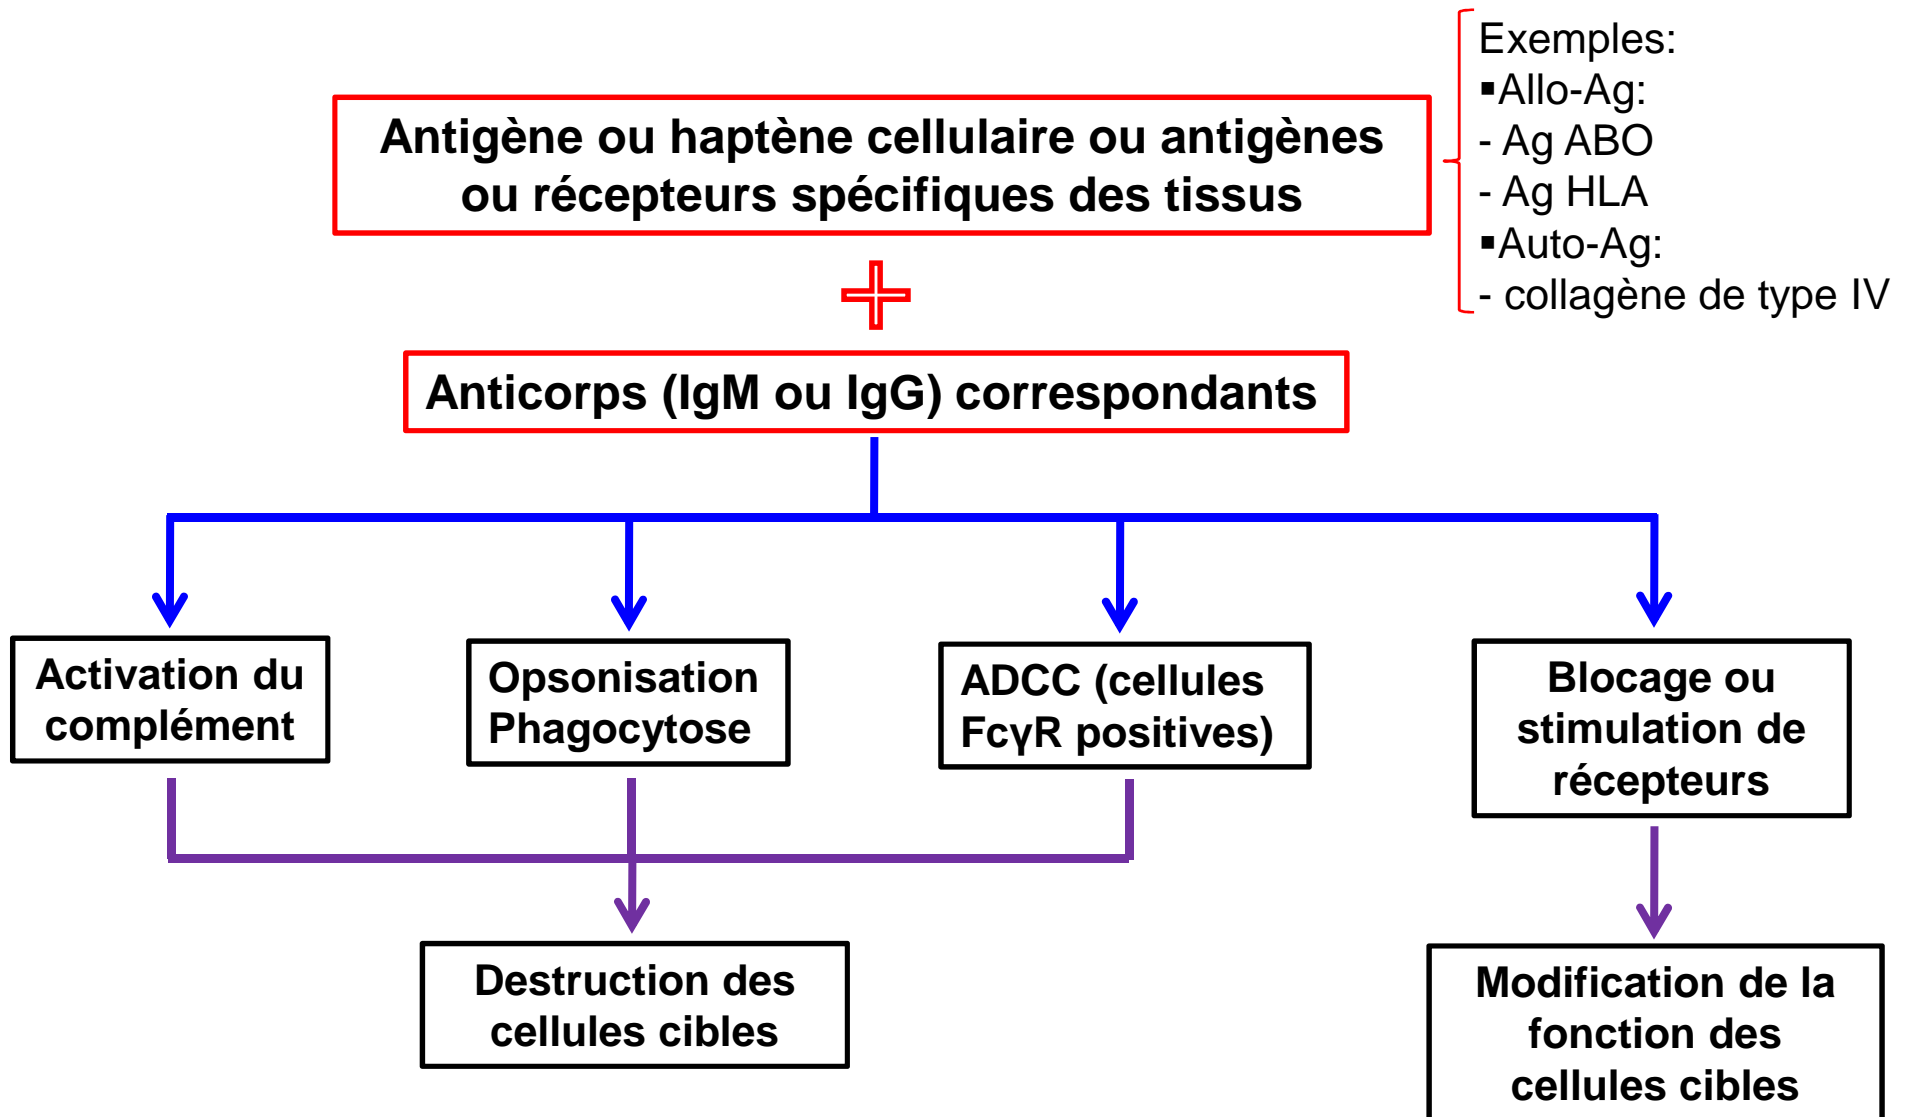 Exemples:
▪Allo-Ag:
- Ag ABO
- Ag HLA
▪Auto-Ag:
- collagène de type IV
Antigène ou haptène cellulaire ou antigènes
ou récepteurs spécifiques des tissus
Anticorps (IgM ou IgG) correspondants
Activation du
complément
Opsonisation
Phagocytose
ADCC (cellules
FcγR positives)
Blocage ou
stimulation de
récepteurs
Destruction des
cellules cibles
Modification de la
fonction des
cellules cibles